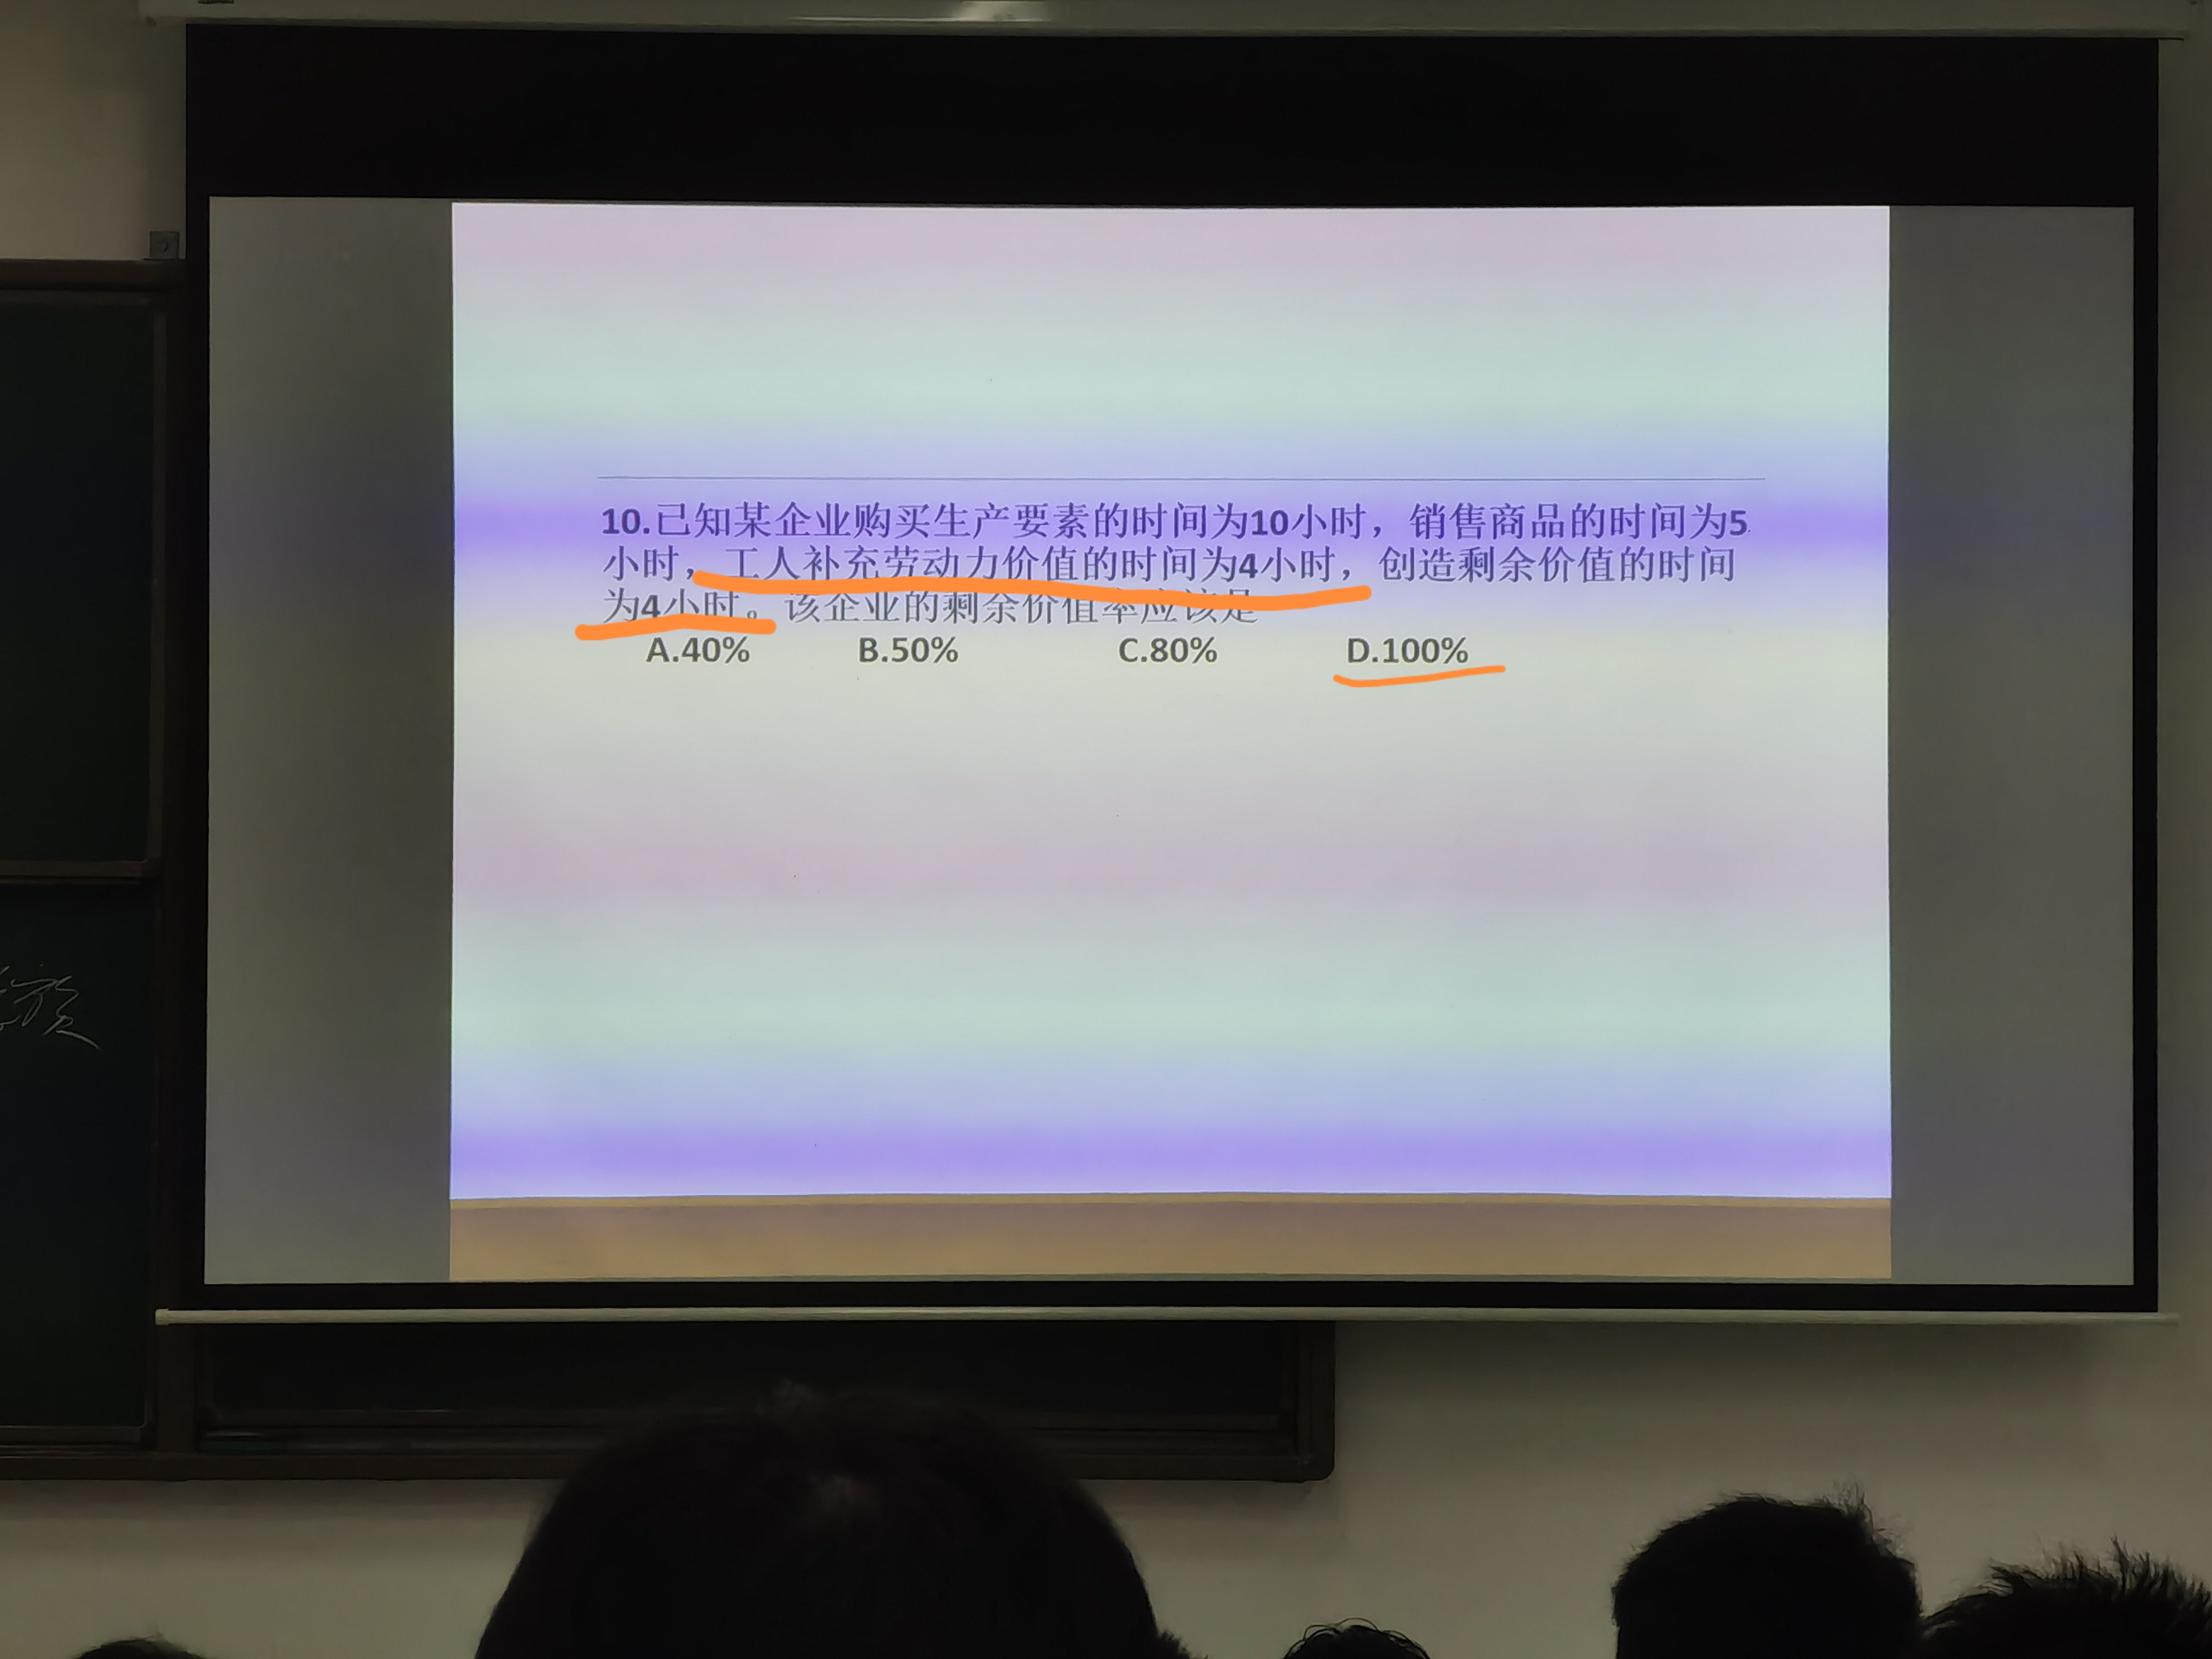 10.已知某企业购买生产要素的时间为10小时，销售商品的时间为5
小时，工人补充劳动力价值的时间为4小时，创造剩余价值的时间
为4小时。该企业的剩余价值率应该是
A.40% B.50% C.80% D.100%